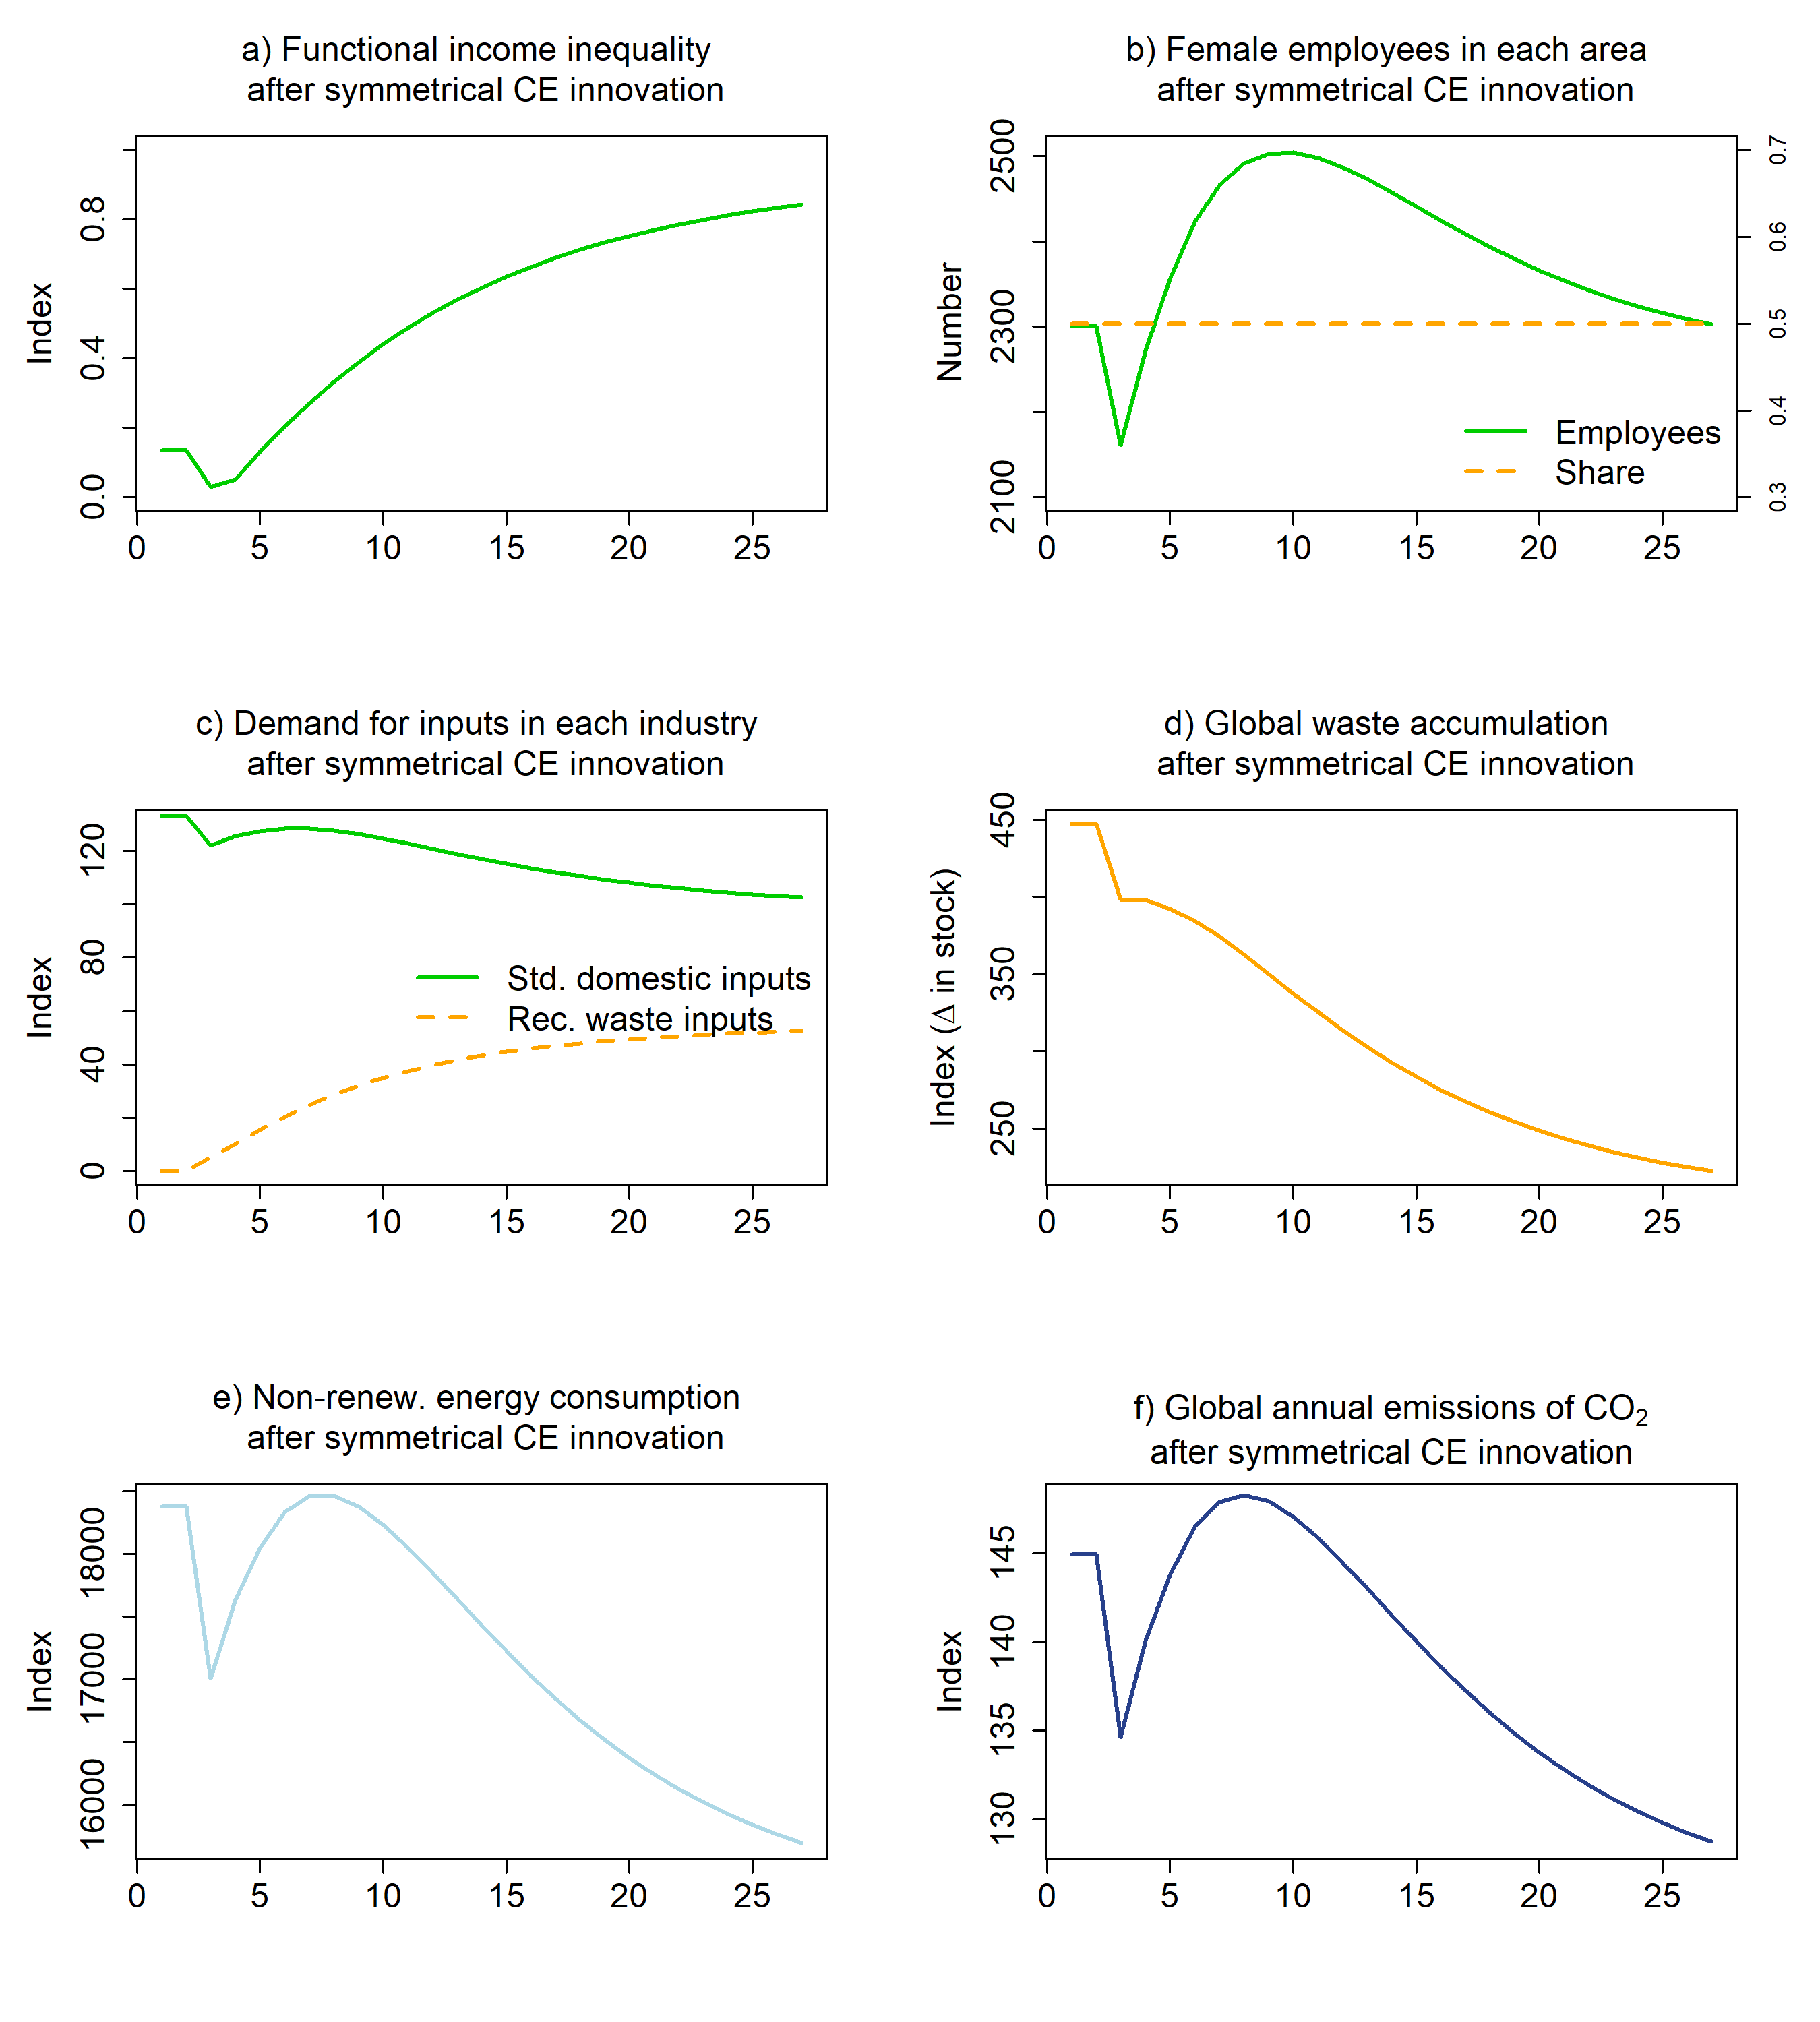 a) Functional income inequality
after symmetrical CE innovation
Index
0.0 0.4 0.8
0 5 10 15 20 25
b) Female employees in each area
after symmetrical CE innovation
Number
2100 2300 2500
0.3 0.4 0.5 0.6 0.7
Employees
Share
0 5 10 15 20 25
c) Demand for inputs in each industry
after symmetrical CE innovation
Index
0 40 80 120
Std. domestic inputs
Rec. waste inputs
0 5 10 15 20 25
d) Global waste accumulation
after symmetrical CE innovation
Index (Δ in stock)
250 350 450
0 5 10 15 20 25
e) Non-renew. energy consumption
after symmetrical CE innovation
Index
16000 17000 18000
0 5 10 15 20 25
f) Global annual emissions of CO₂
after symmetrical CE innovation
Index
130 135 140 145
0 5 10 15 20 25